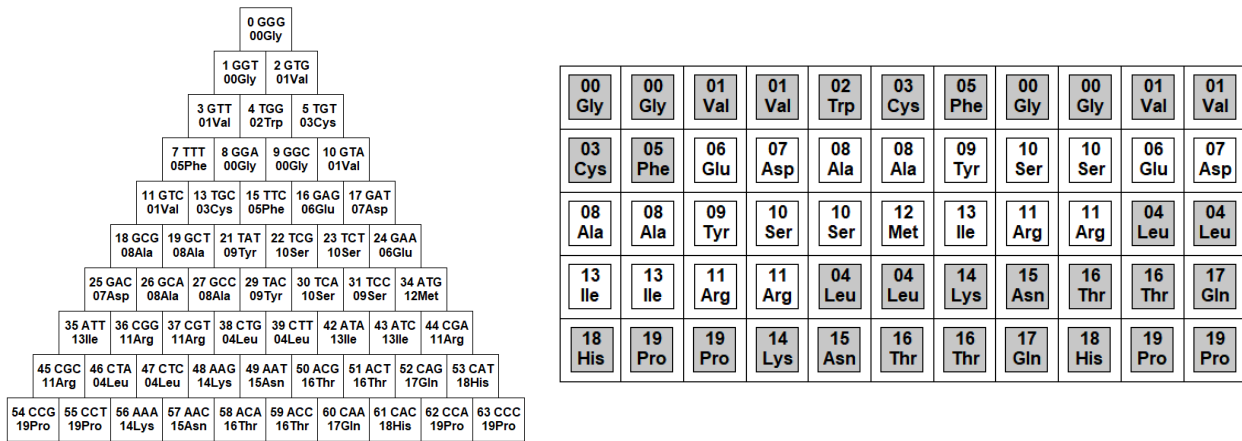 0 GGG
00Gly
1 GGT 2 GTG
00Gly 01Val
3 GTT 4 TGG 5 TGT
01Val 02Trp 03Cys
7 TTT 8 GGA 9 GGC 10 GTA
05Phe 00Gly 00Gly 01Val
11 GTC 13 TGC 15 TTC 16 GAG 17 GAT
01Val 03Cys 05Phe 06Glu 07Asp
18 GCG 19 GCT 21 TAT 22 TCG 23 TCT 24 GAA
08Ala 08Ala 09Tyr 10Ser 10Ser 06Glu
25 GAC 26 GCA 27 GCC 29 TAC 30 TCA 31 TCC 34 ATG
07Asp 08Ala 08Ala 09Tyr 10Ser 09Ser 12Met
35 ATT 36 CGG 37 CGT 38 CTG 39 CTT 42 ATA 43 ATC 44 CGA
13Ile 11Arg 11Arg 04Leu 04Leu 13Ile 13Ile 11Arg
45 CGC 46 CTA 47 CTC 48 AAG 49 AAT 50 ACG 51 ACT 52 CAG 53 CAT
11Arg 04Leu 04Leu 14Lys 15Asn 16Thr 16Thr 17Gln 18His
54 CCG 55 CCT 56 AAA 57 AAC 58 ACA 59 ACC 60 CAA 61 CAC 62 CCA 63 CCC
19Pro 19Pro 14Lys 15Asn 16Thr 16Thr 17Gln 18His 19Pro 19Pro
00 00 01 01 02 03 05 00 00 01 01
Gly Gly Val Val Trp Cys Phe Gly Gly Val Val
03 05 06 07 08 08 09 10 10 06 07
Cys Phe Glu Asp Ala Ala Tyr Ser Ser Glu Asp
08 08 09 10 10 12 13 11 11 04 04
Ala Ala Tyr Ser Ser Met Ile Arg Arg Leu Leu
13 13 11 11 04 04 14 15 16 16 17
Ile Ile Arg Arg Leu Leu Lys Asn Thr Thr Gln
18 19 19 14 15 16 16 17 18 19 19
His Pro Pro Lys Asn Thr Thr Gln His Pro Pro